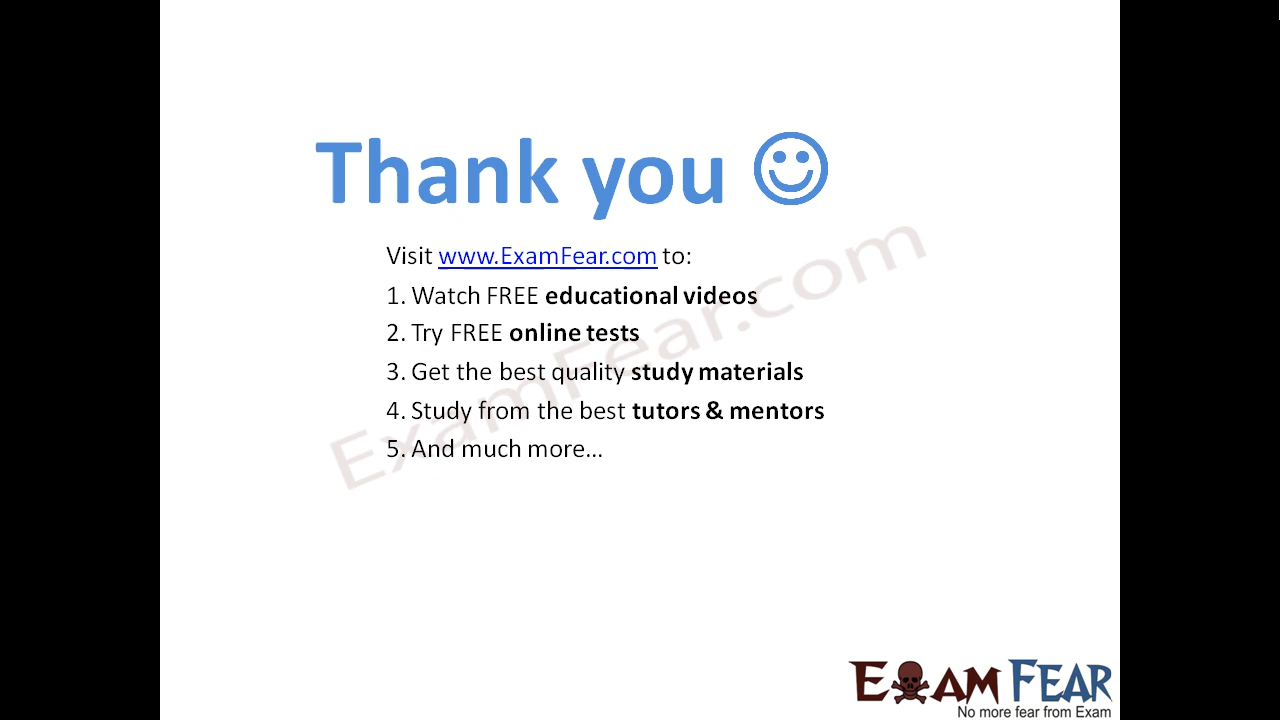 Thank you ☺
Visit www.ExamFear.com to:
1. Watch FREE educational videos
2. Try FREE online tests
3. Get the best quality study materials
4. Study from the best tutors & mentors
5. And much more...
ExamFear.com
EXAM FEAR
No more fear from Exam